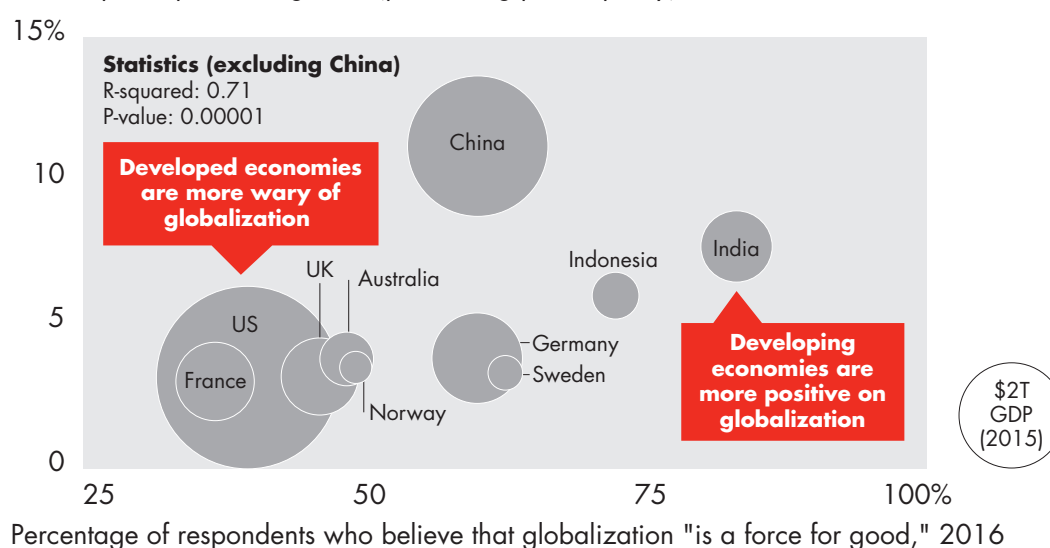 15%
Statistics (excluding China)
R-squared: 0.71
P-value: 0.00001
China
Developed economies
are more wary of
globalization
10
India
Indonesia
UK
Australia
5
US
Germany
Developing
economies are
more positive on
globalization
France
Sweden
Norway
$2T
GDP
(2015)
0
25
50
75
100%
Percentage of respondents who believe that globalization "is a force for good," 2016